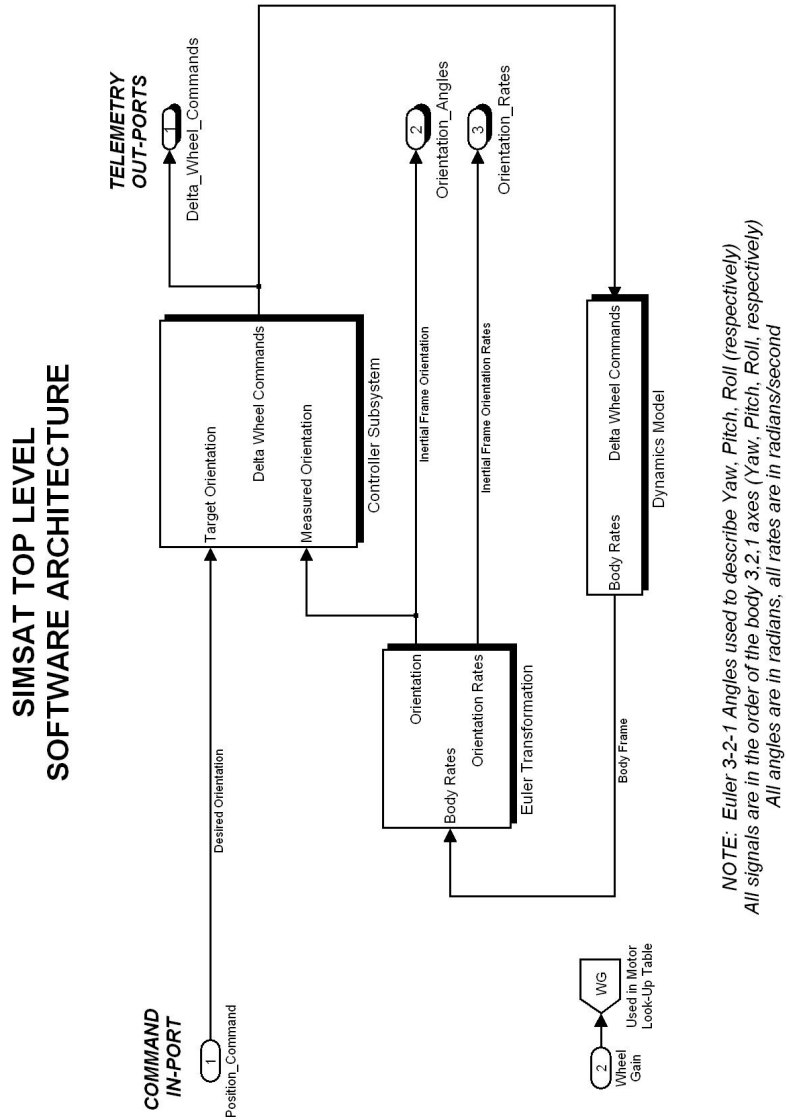 SIMSAT TOP LEVEL
SOFTWARE ARCHITECTURE
COMMAND
IN-PORT
1
Position_Command
Desired Orientation
Target Orientation
Delta Wheel Commands
Measured Orientation
Controller Subsystem
TELEMETRY
OUT-PORTS
1
Delta_Wheel_Commands
Inertial Frame Orientation
2
Orientation_Angles
Inertial Frame Orientation Rates
3
Orientation_Rates
Orientation
Body Rates
Orientation Rates
Euler Transformation
Body Frame
Body Rates
Delta Wheel Commands
Dynamics Model
2
Wheel
Gain
WG
Used in Motor
Look-Up Table
NOTE: Euler 3-2-1 Angles used to describe Yaw, Pitch, Roll (respectively)
All signals are in the order of the body 3,2,1 axes (Yaw, Pitch, Roll, respectively)
All angles are in radians, all rates are in radians/second